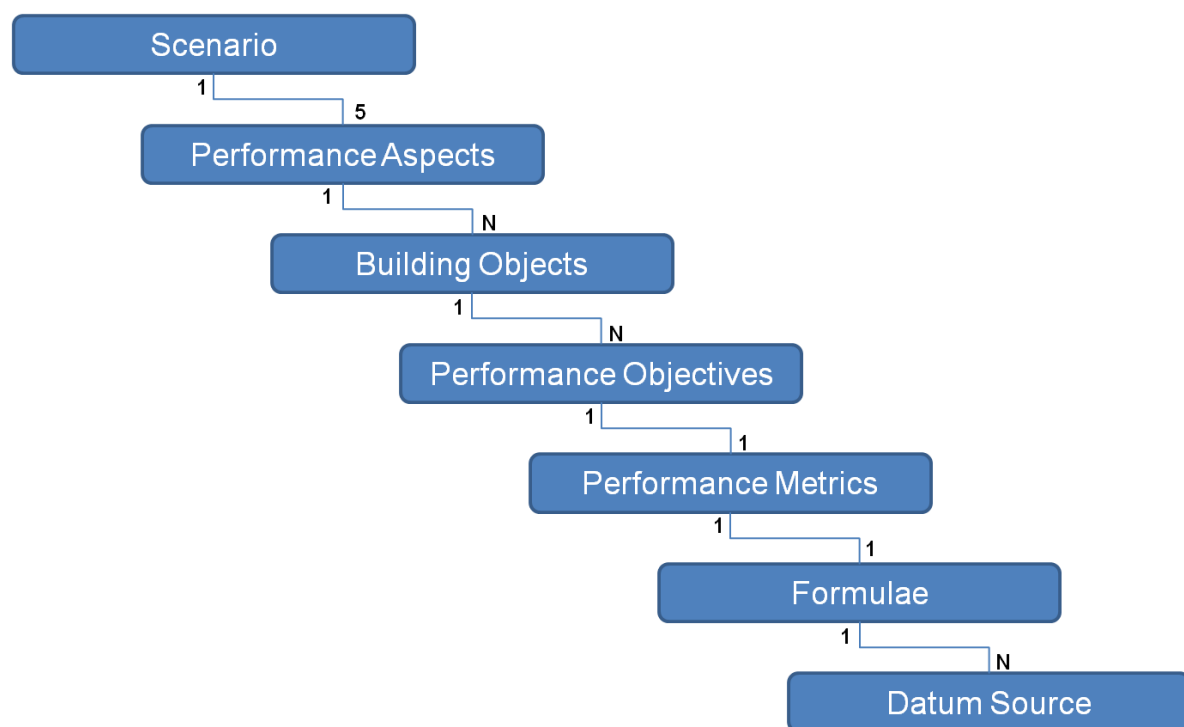 Scenario
1
5
Performance Aspects
1
N
Building Objects
1
N
Performance Objectives
1
1
Performance Metrics
1
1
Formulae
1
N
Datum Source